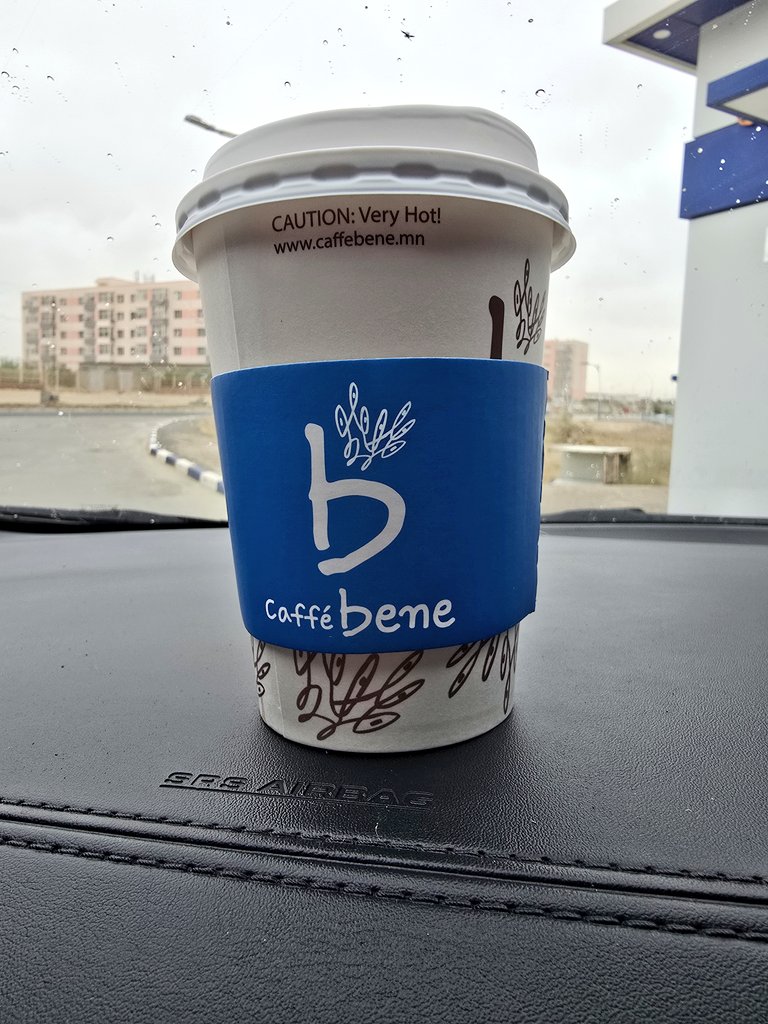 CAUTION: Very Hot!
www.caffebene.mn
b
b
Caffé bene
SRS AIRBAG